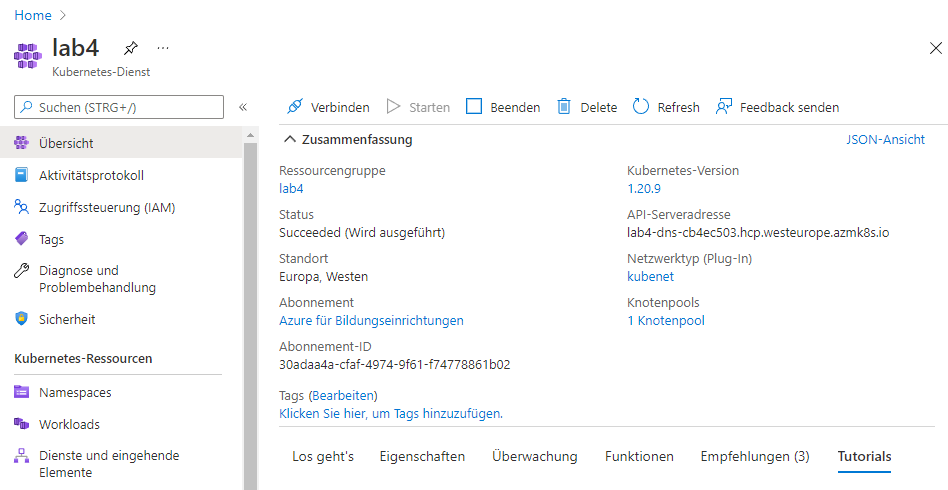 Home
lab4
Kubernetes-Dienst
Suchen (STRG+/)
Übersicht
Aktivitätsprotokoll
Zugriffssteuerung (IAM)
Tags
Diagnose und
Problembehandlung
Sicherheit
Kubernetes-Ressourcen
Namespaces
Workloads
Dienste und eingehende
Elemente
Verbinden Starten Beenden Delete Refresh Feedback senden
Zusammenfassung JSON-Ansicht
Ressourcengruppe
lab4
Status
Succeeded (Wird ausgeführt)
Standort
Europa, Westen
Abonnement
Azure für Bildungseinrichtungen
Abonnement-ID
30adaa4a-cfaf-4974-9f61-f74778861b02
Kubernetes-Version
1.20.9
API-Serveradresse
lab4-dns-cb4ec503.hcp.westeurope.azmk8s.io
Netzwerktyp (Plug-In)
kubenet
Knotenpools
1 Knotenpool
Tags (Bearbeiten)
Klicken Sie hier, um Tags hinzuzufügen.
Los geht's Eigenschaften Überwachung Funktionen Empfehlungen (3) Tutorials